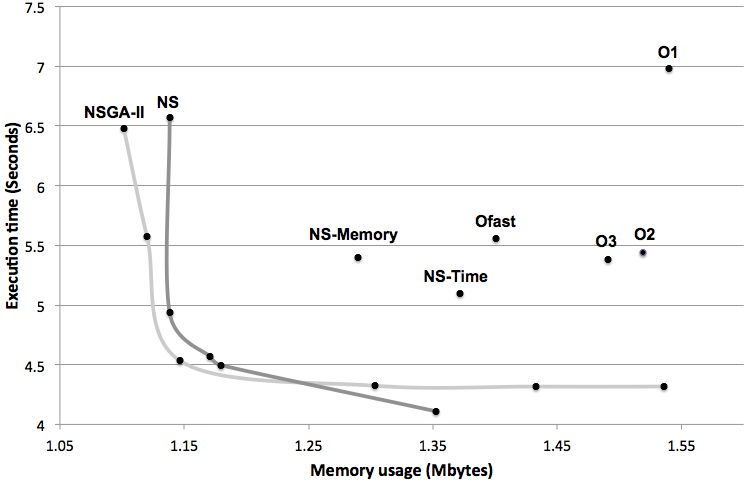 7.5
7
6.5
6
5.5
5
4.5
4
Execution time (Seconds)
O1
NSGA-II
NS
NS-Memory
Ofast
O3
O2
NS-Time
1.05
1.15
1.25
1.35
1.45
1.55
Memory usage (Mbytes)